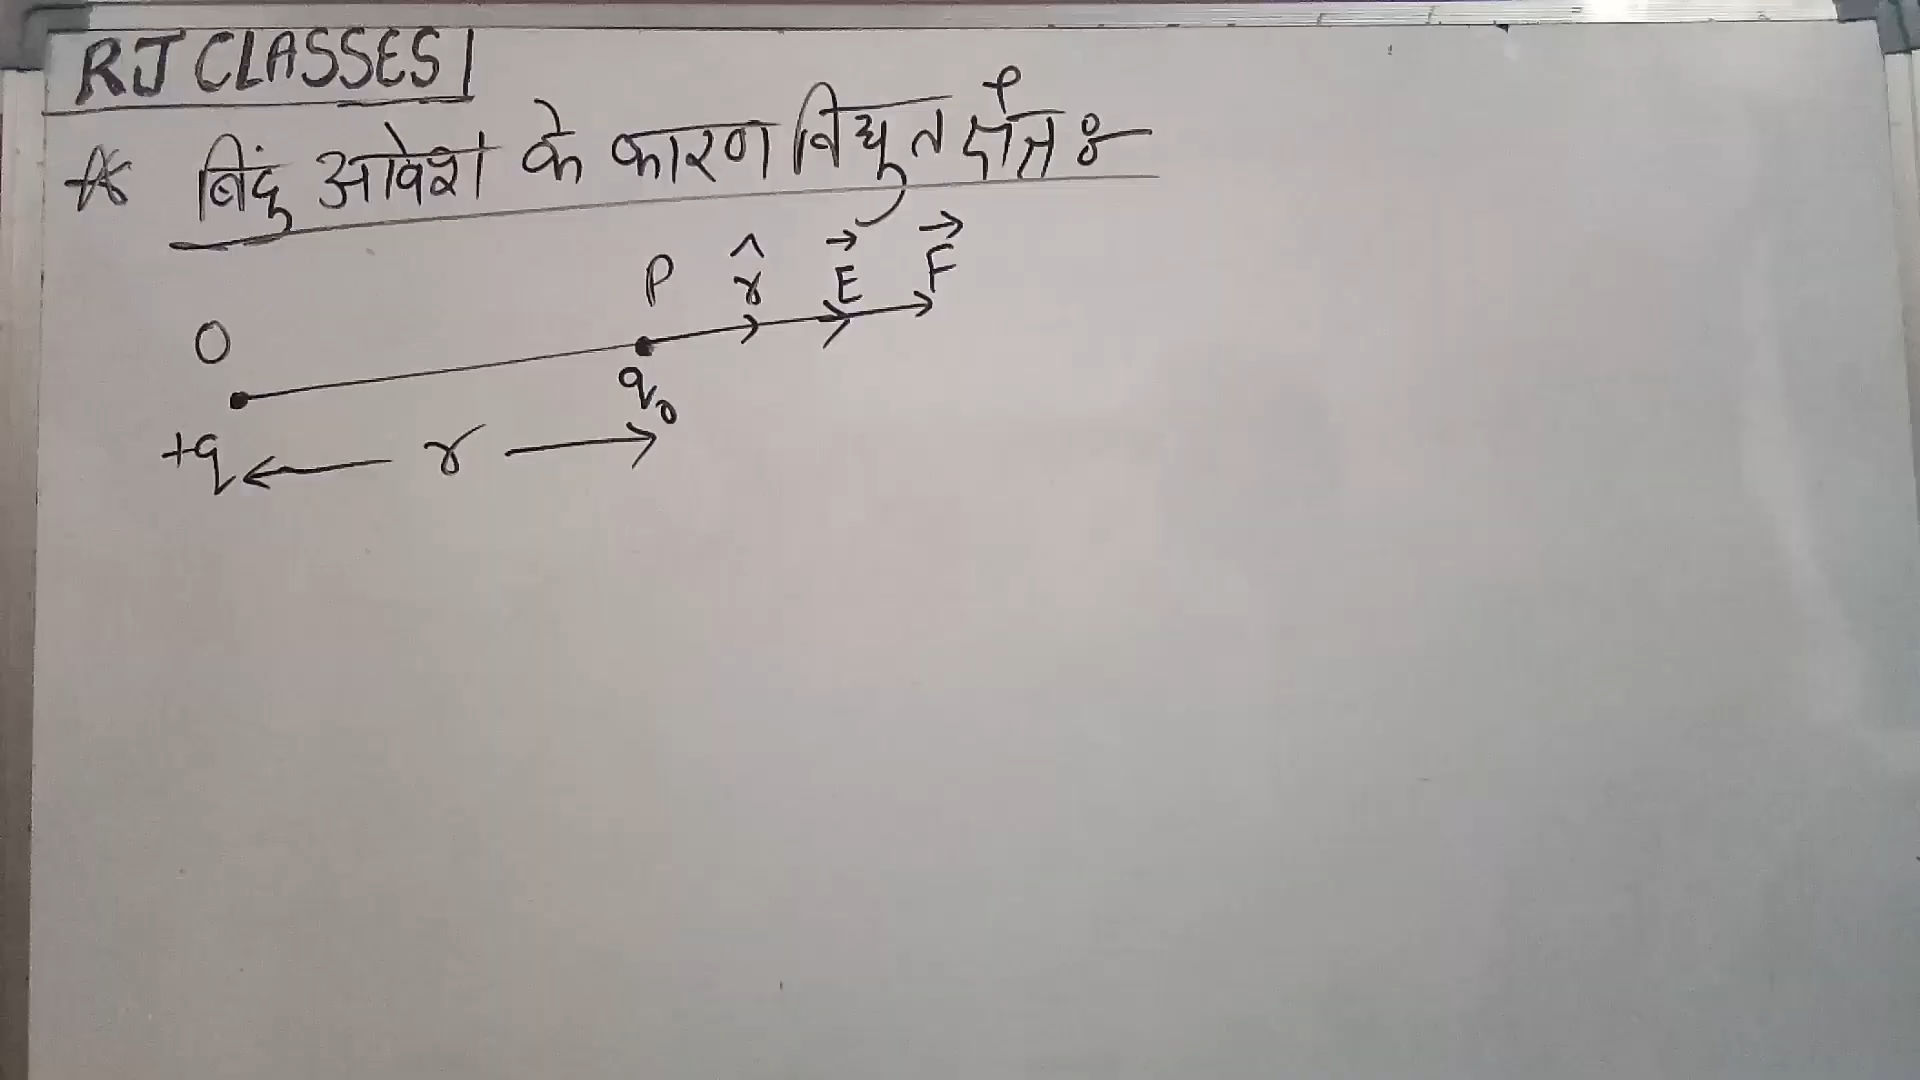 RJ CLASSES
* बिंदु आवेश के कारण विद्युत क्षेत्र :-
P r̂ E⃗ F⃗
O
q₀
+q r